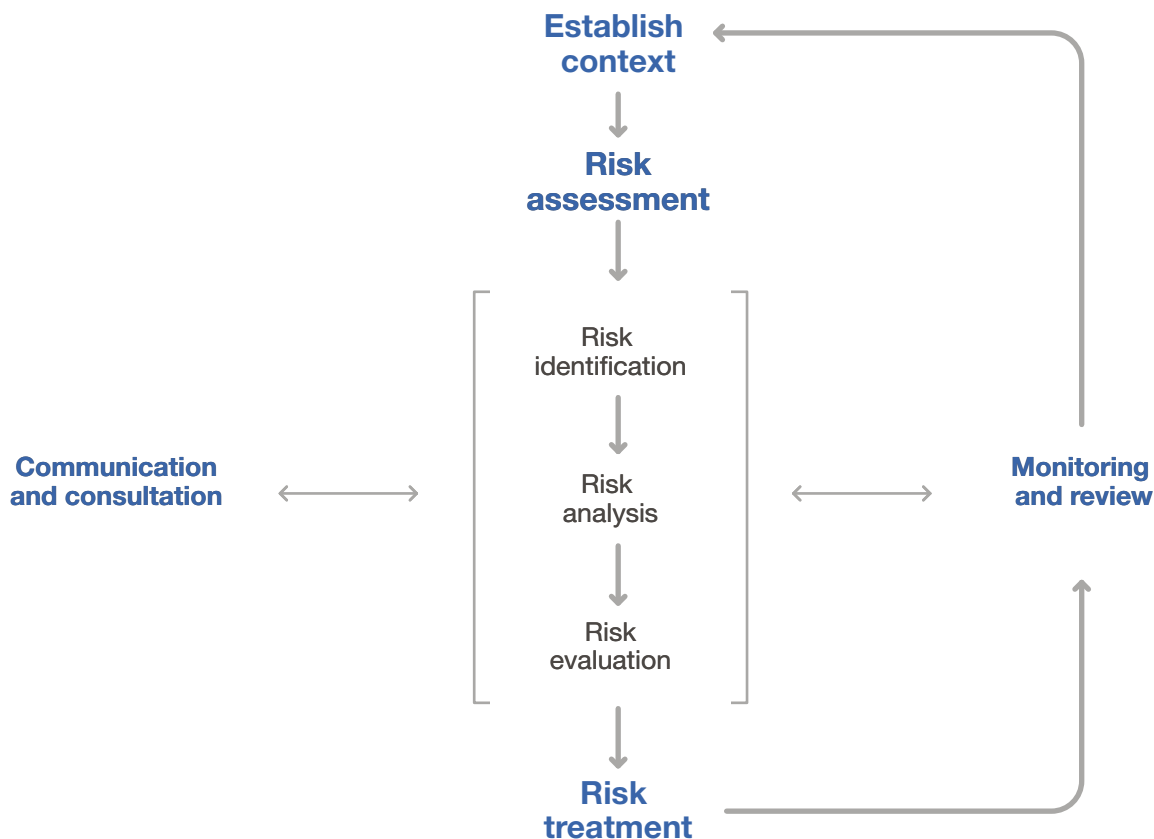 Establish
context
Risk
assessment
Risk
identification
Communication
and consultation
Risk
analysis
Monitoring
and review
Risk
evaluation
Risk
treatment